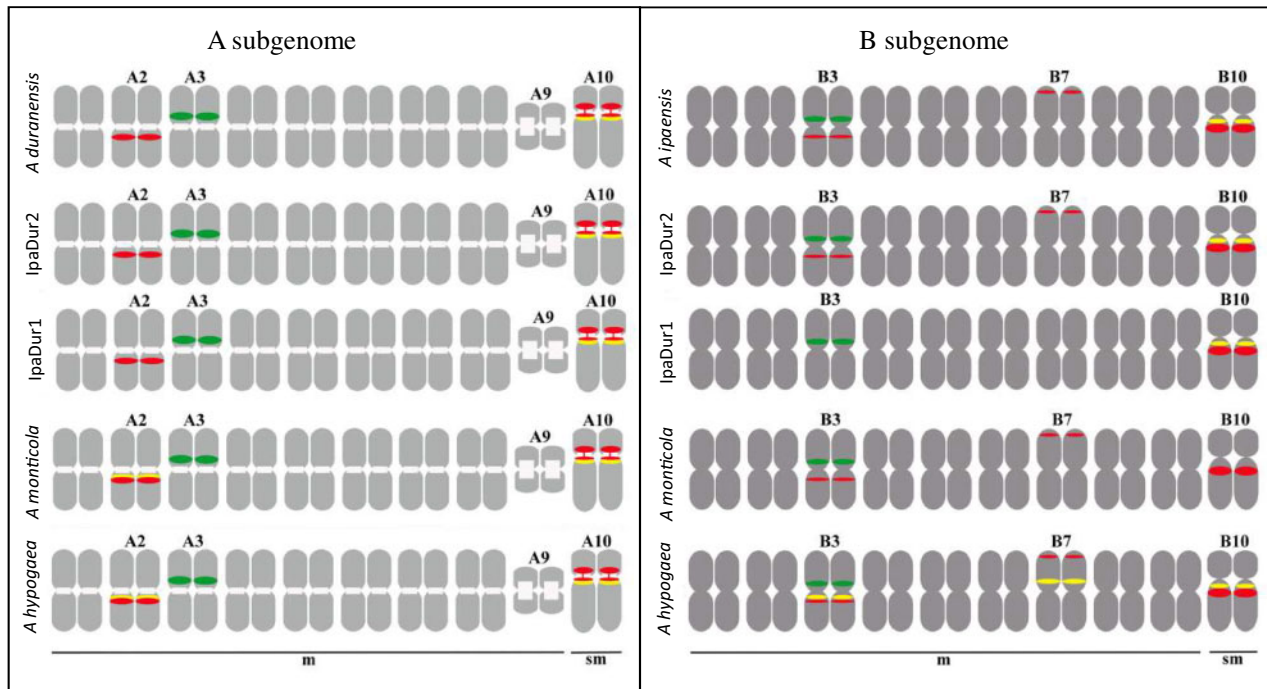 A subgenome
A duranensis
A2 A3 A9 A10
IpaDur2
A2 A3 A9 A10
IpaDur1
A2 A3 A9 A10
A monticola
A2 A3 A9 A10
A hypogaea
A2 A3 A9 A10
m sm
B subgenome
A ipaensis
B3 B7 B10
IpaDur2
B3 B7 B10
IpaDur1
B3 B10
A monticola
B3 B7 B10
A hypogaea
B3 B7 B10
m sm